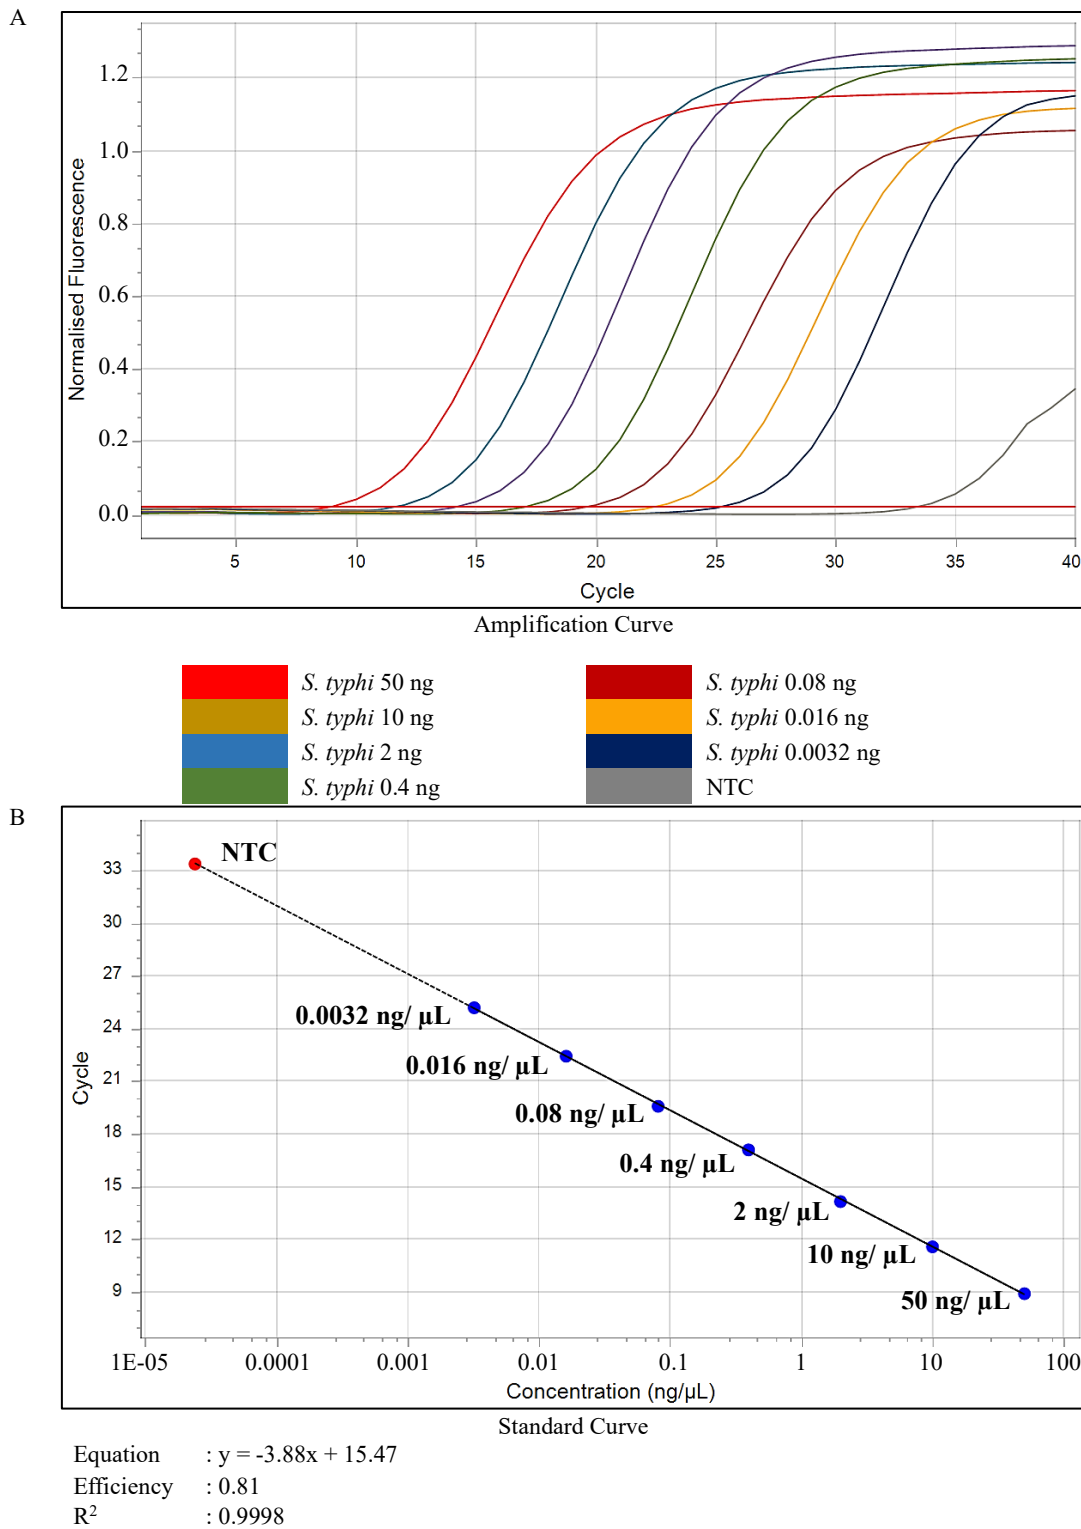 A
Normalised Fluorescence
1.2
1.0
0.8
0.6
0.4
0.2
0.0
5 10 15 20 25 30 35 40
Cycle
Amplification Curve
S. typhi 50 ng
S. typhi 10 ng
S. typhi 2 ng
S. typhi 0.4 ng
S. typhi 0.08 ng
S. typhi 0.016 ng
S. typhi 0.0032 ng
NTC
B
Cycle
33
30
27
24
21
18
15
12
9
NTC
0.0032 ng/ µL
0.016 ng/ µL
0.08 ng/ µL
0.4 ng/ µL
2 ng/ µL
10 ng/ µL
50 ng/ µL
1E-05 0.0001 0.001 0.01 0.1 1 10 100
Concentration (ng/µL)
Standard Curve
Equation : y = -3.88x + 15.47
Efficiency : 0.81
R² : 0.9998